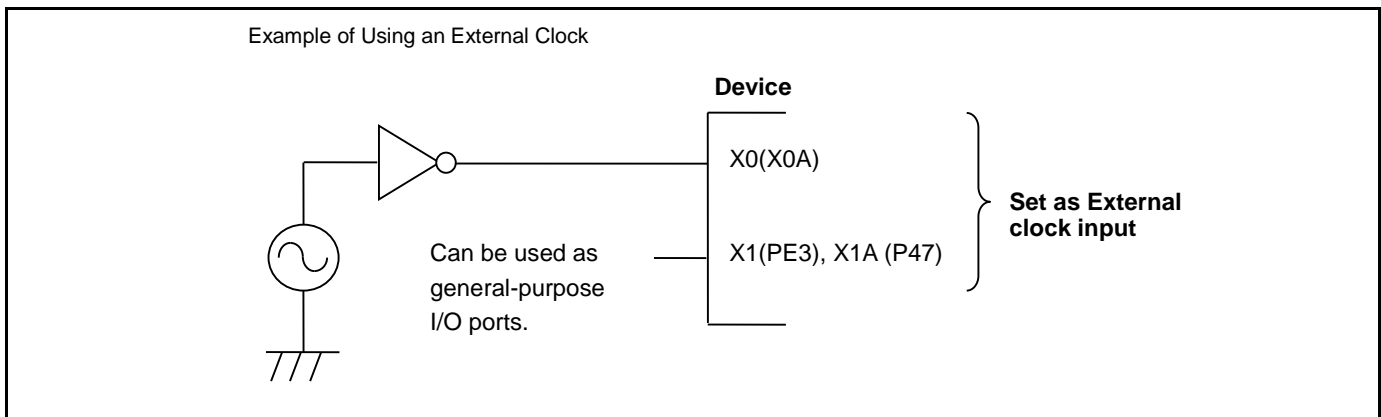 Example of Using an External Clock
Device
X0(X0A)
Set as External
clock input
Can be used as
general-purpose
I/O ports.
X1(PE3), X1A (P47)